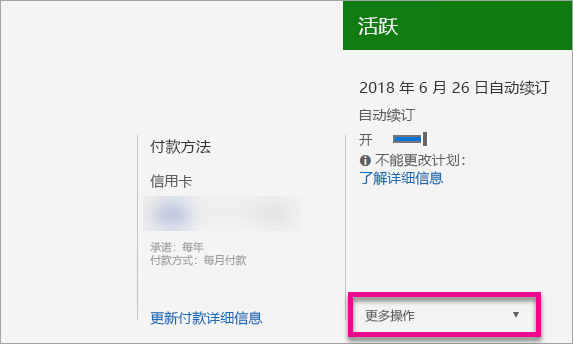 活跃
2018 年 6 月 26 日自动续订
自动续订
开
不能更改计划：
了解详细信息
付款方法
信用卡
承诺：每年
付款方式：每月付款
更新付款详细信息
更多操作